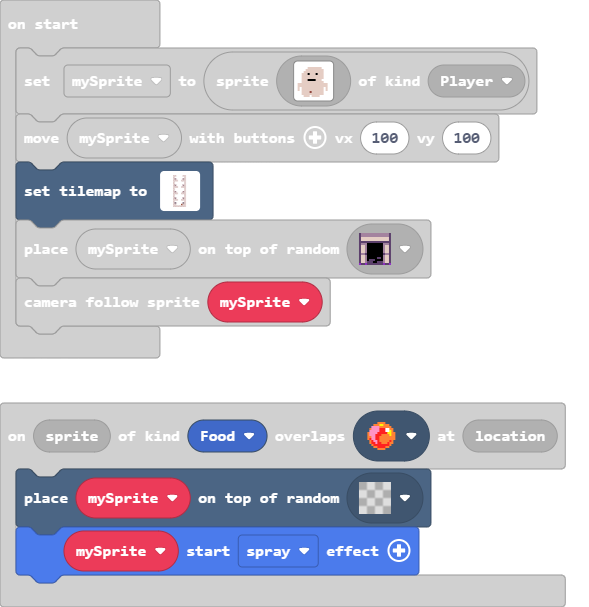 on start
set mySprite to sprite of kind Player
move mySprite with buttons vx 100 vy 100
set tilemap to
place mySprite on top of random
camera follow sprite mySprite
on sprite of kind Food overlaps at location
place mySprite on top of random
mySprite start spray effect